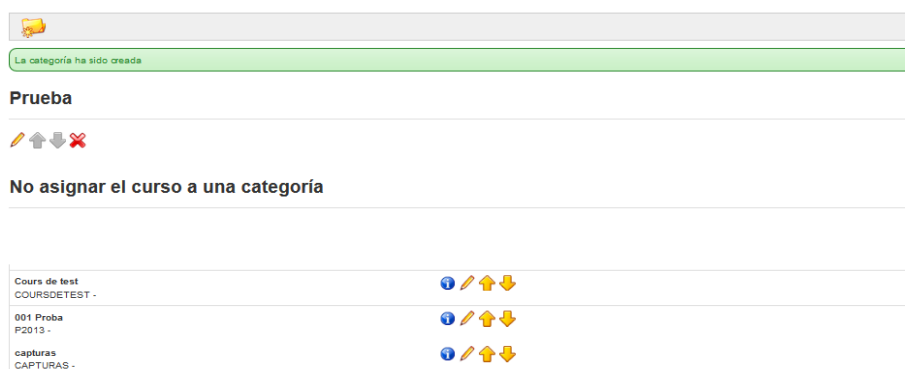 La categoría ha sido creada
Prueba
No asignar el curso a una categoría
Cours de test
COURSDETEST -
001 Proba
P2013 -
capturas
CAPTURAS -